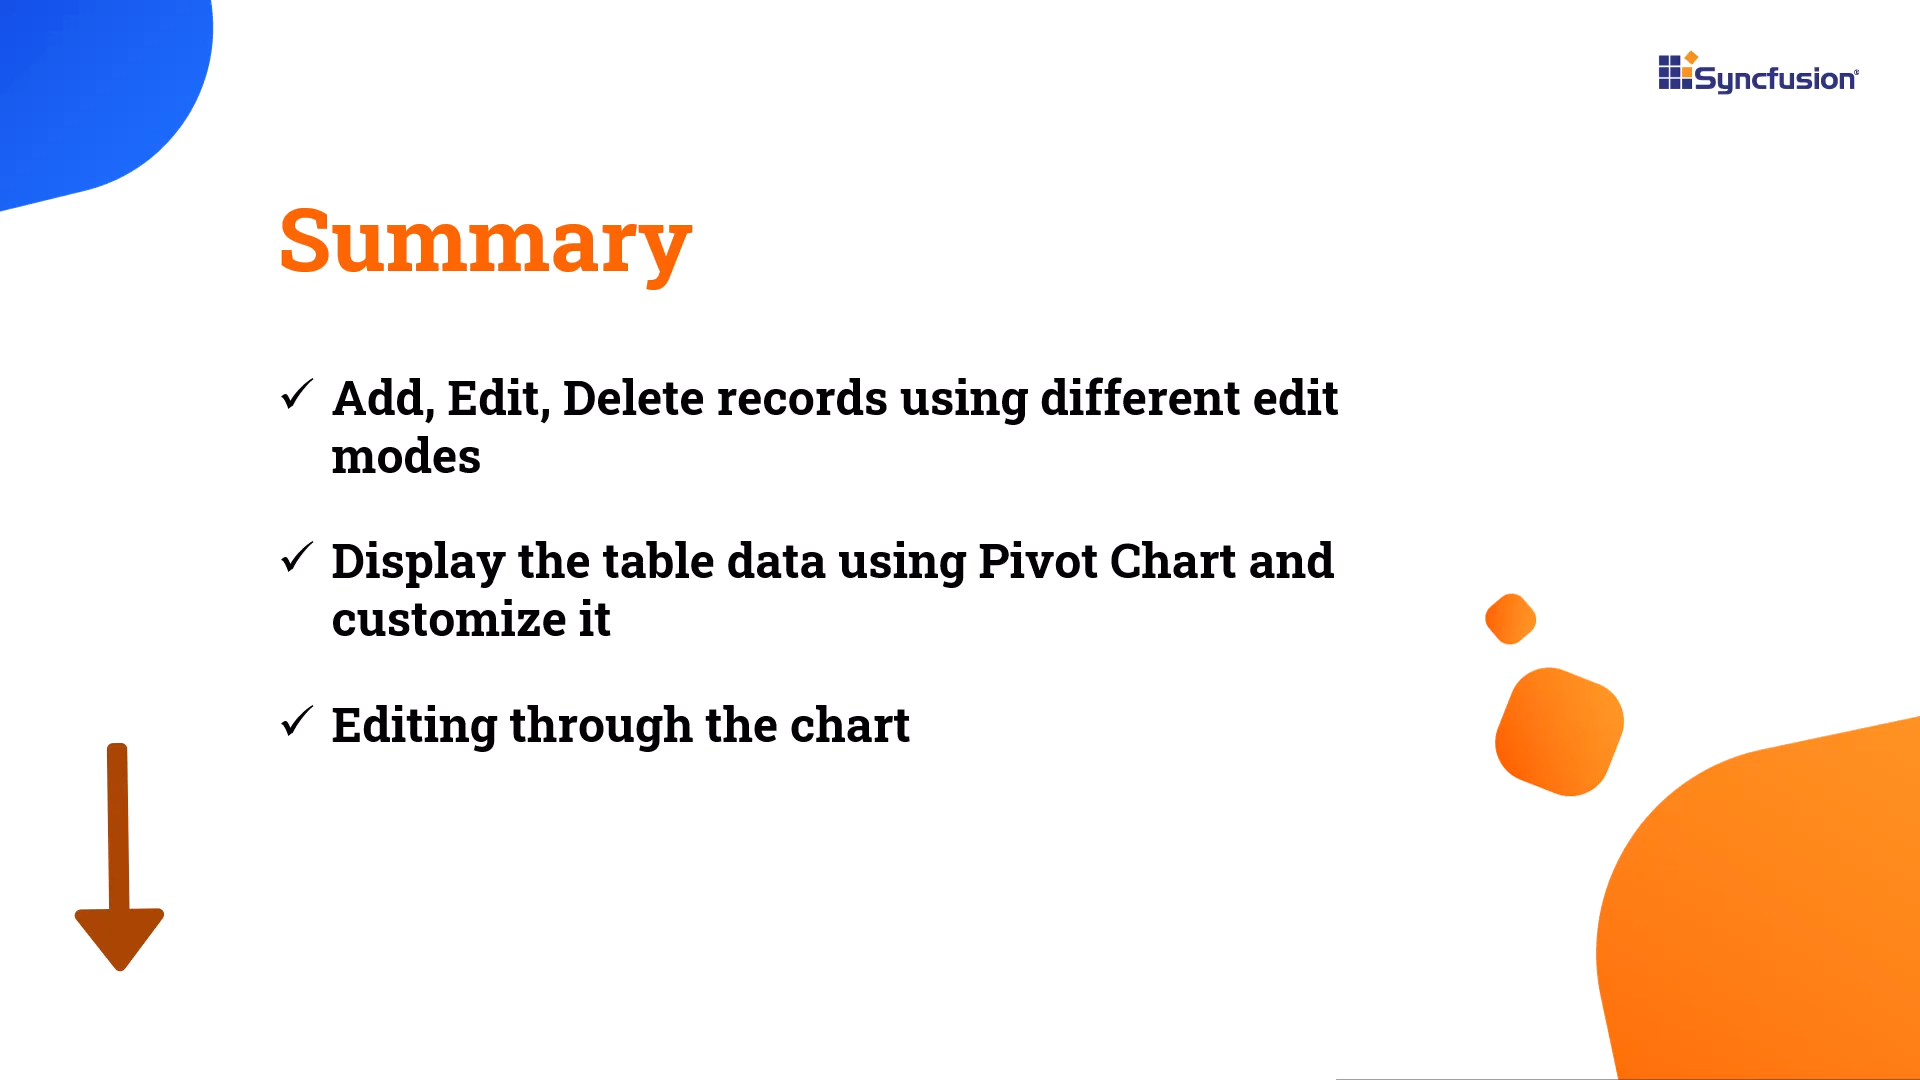 Syncfusion®
Summary
✓ Add, Edit, Delete records using different edit
modes
✓ Display the table data using Pivot Chart and
customize it
✓ Editing through the chart